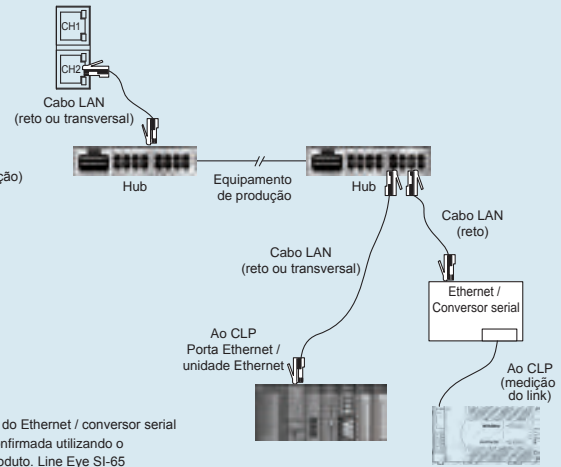 CH1
CH2
Cabo LAN
(reto ou transversal)
ção)
Hub
Equipamento
de produção
Hub
Cabo LAN
(reto)
Cabo LAN
(reto ou transversal)
Ethernet /
Conversor serial
Ao CLP
Porta Ethernet /
unidade Ethernet
Ao CLP
(medição
do link)
do Ethernet / conversor serial
nfirmada utilizando o
oduto. Line Eye SI-65